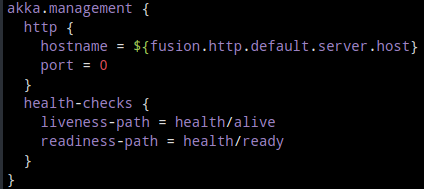 akka.management {
  http {
    hostname = ${fusion.http.default.server.host}
    port = 0
  }
  health-checks {
    liveness-path = health/alive
    readiness-path = health/ready
  }
}